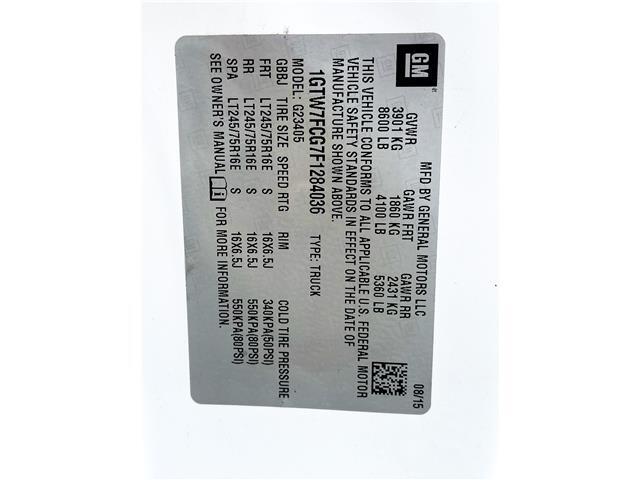 GM
MFD BY GENERAL MOTORS LLC 08/15
GVWR GAWR FRT GAWR RR
3901 KG 1860 KG 2431 KG
8600 LB 4100 LB 5360 LB
THIS VEHICLE CONFORMS TO ALL APPLICABLE U.S. FEDERAL MOTOR
VEHICLE SAFETY STANDARDS IN EFFECT ON THE DATE OF
MANUFACTURE SHOWN ABOVE.
1GTW7FCG7F1284036 TYPE: TRUCK
MODEL: G23405
GBBJ TIRE SIZE SPEED RTG RIM COLD TIRE PRESSURE
FRT LT245/75R16E S 16X6.5J 340KPA(50PSI)
RR LT245/75R16E S 16X6.5J 550KPA(80PSI)
SPA LT245/75R16E S 16X6.5J 550KPA(80PSI)
SEE OWNER'S MANUAL FOR MORE INFORMATION.